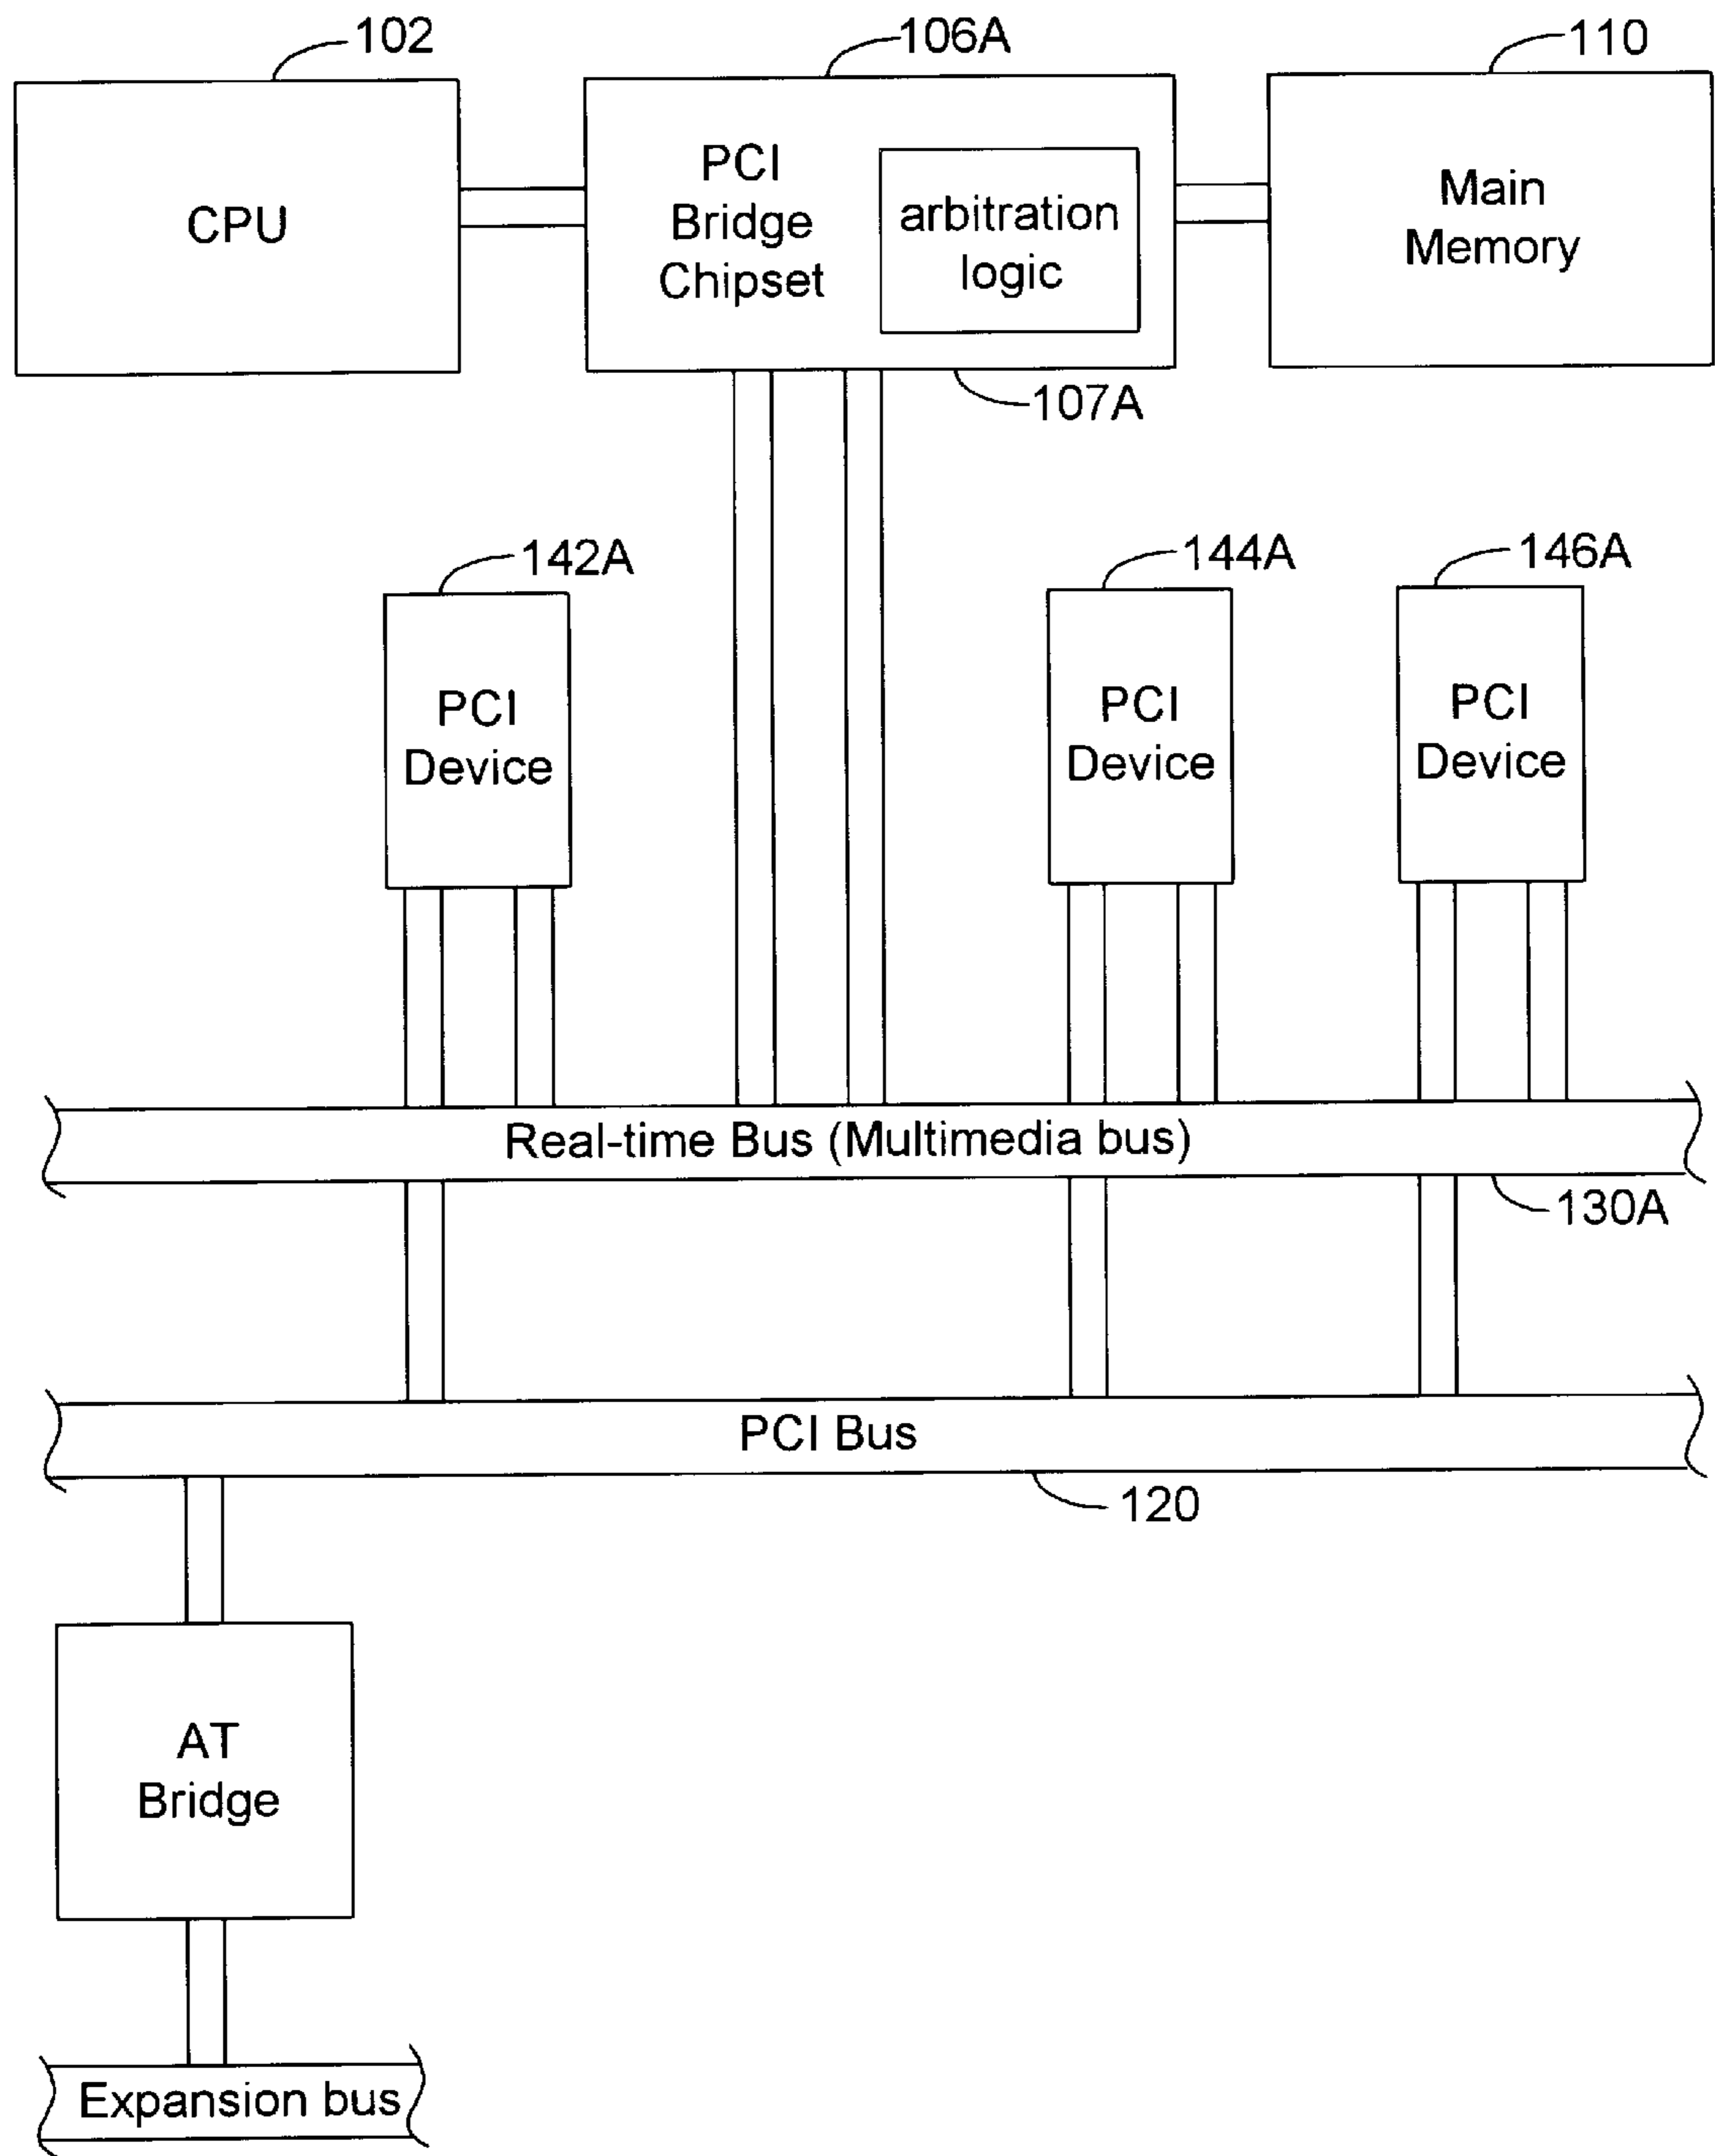 102
106A
110
CPU
PCI
Bridge
Chipset
arbitration
logic
Main
Memory
107A
142A
144A
146A
PCI
Device
PCI
Device
PCI
Device
Real-time Bus (Multimedia bus)
130A
PCI Bus
120
AT
Bridge
Expansion bus